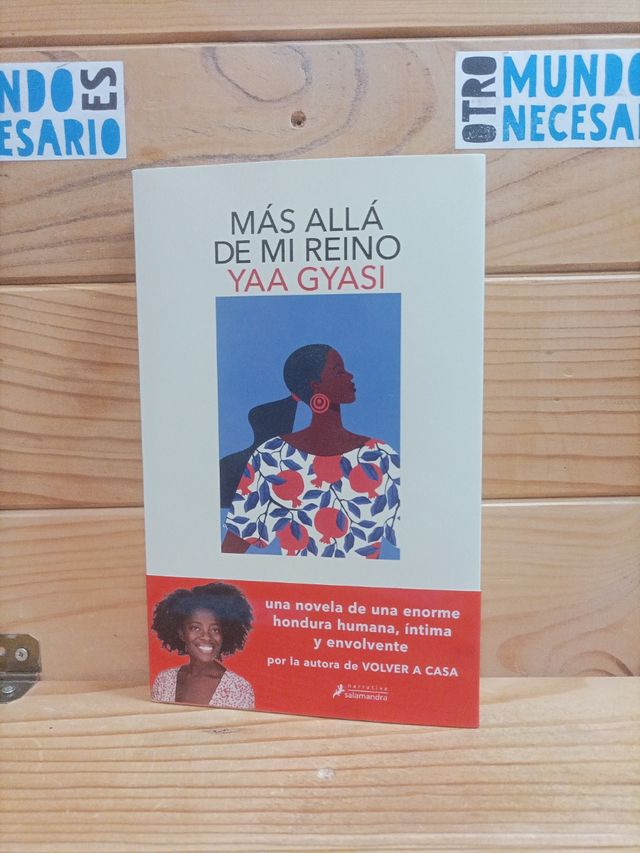 NDO ES
ESARIO
OTRO MUNDO
NECESA
MÁS ALLÁ
DE MI REINO
YAA GYASI
una novela de una enorme
hondura humana, íntima
y envolvente
por la autora de VOLVER A CASA
narrativa
salamandra